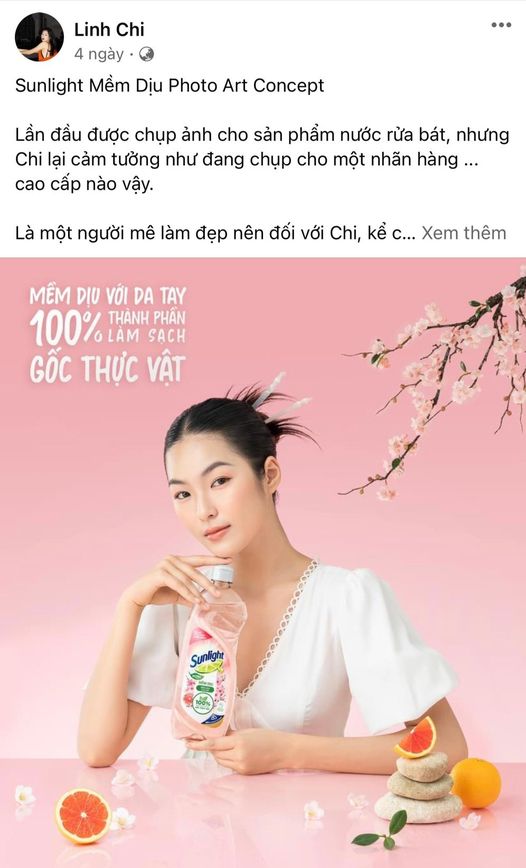 Linh Chi
4 ngày ·
Sunlight Mềm Dịu Photo Art Concept
Lần đầu được chụp ảnh cho sản phẩm nước rửa bát, nhưng
Chi lại cảm tưởng như đang chụp cho một nhãn hàng ...
cao cấp nào vậy.
Là một người mê làm đẹp nên đối với Chi, kể c... Xem thêm
MỀM DỊU VỚI DA TAY
100% THÀNH PHẦN
LÀM SẠCH
GỐC THỰC VẬT
Sunlight
100%